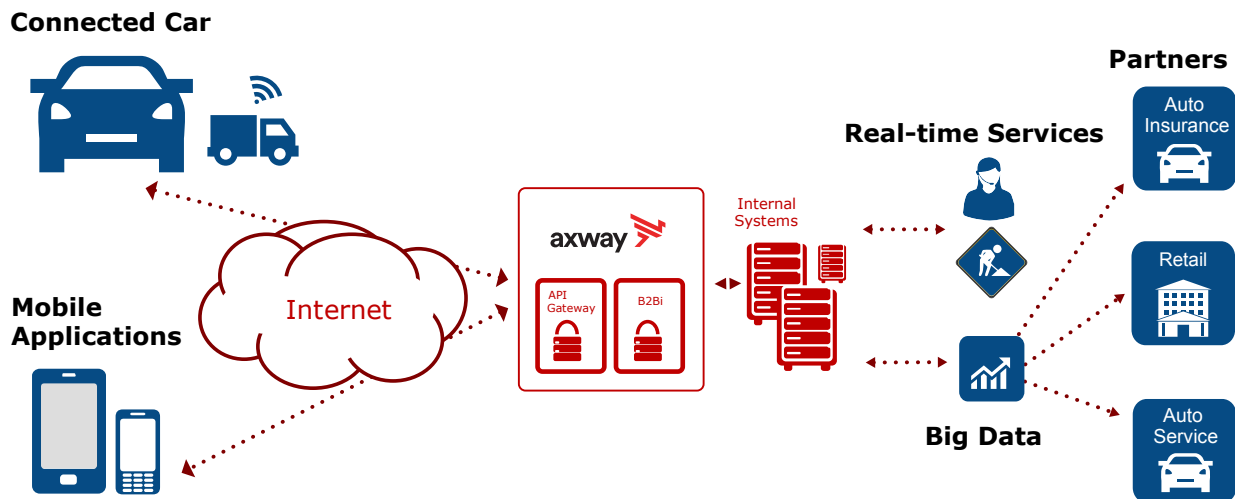 Connected Car
Mobile
Applications
Internet
axway
API
Gateway
B2Bi
Internal
Systems
Real-time Services
Big Data
Partners
Auto
Insurance
Retail
Auto
Service